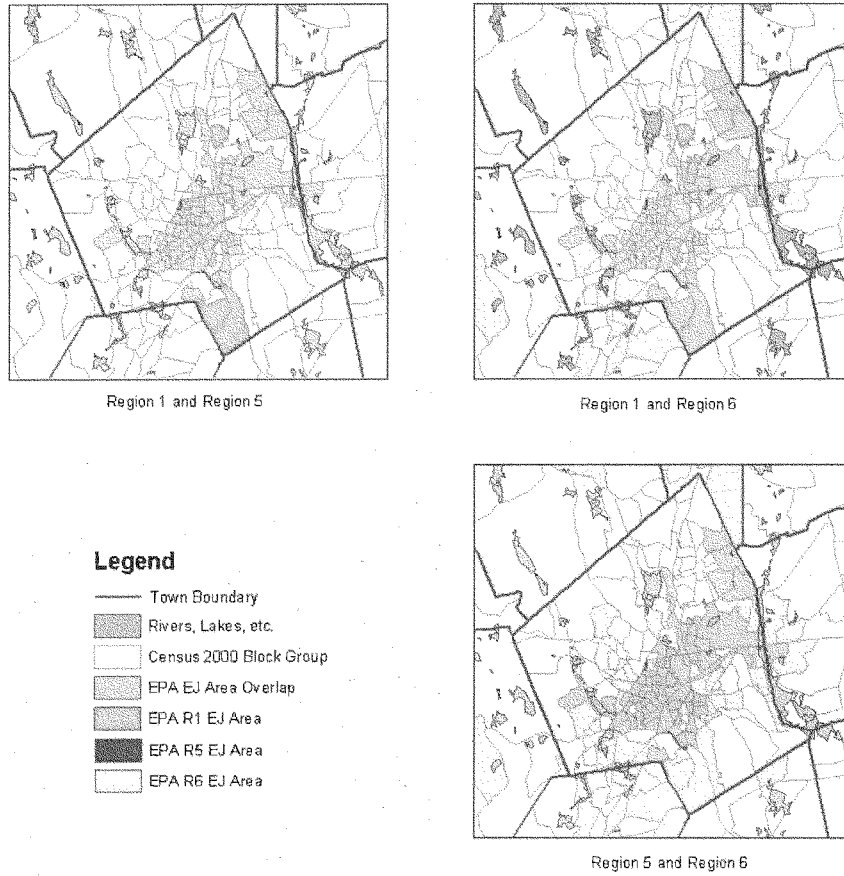 Region 1 and Region 5
Region 1 and Region 6
Legend
Town Boundary
Rivers, Lakes, etc.
Census 2000 Block Group
EPA EJ Area Overlap
EPA R1 EJ Area
EPA R5 EJ Area
EPA R6 EJ Area
Region 5 and Region 6